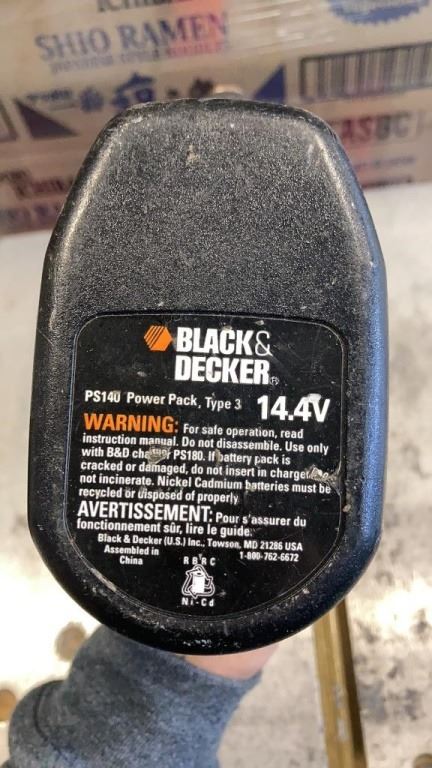 SHIO RAMEN
BLACK&
DECKER®
PS140 Power Pack, Type 3 14.4V
WARNING: For safe operation, read
instruction manual. Do not disassemble. Use only
with B&D PS180. If battery pack is
cracked or damaged, do not insert in charger
not incinerate. Nickel Cadmium batteries must be
recycled or disposed of properly
AVERTISSEMENT: Pour s'assurer du
fonctionnement sûr, lire le guide.
Black & Decker (U.S.) Inc., Towson, MD 21286 USA
Assembled in 1-800-762-6672
China
RBRC
Ni-Cd